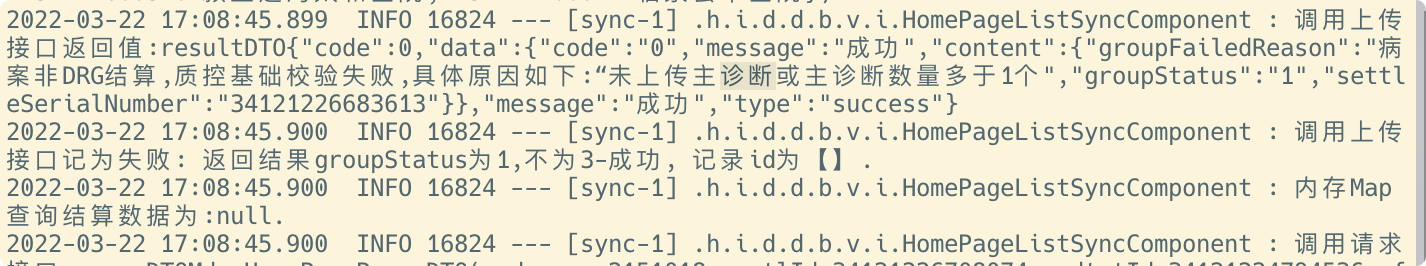 2022-03-22 17:08:45.899  INFO 16824 --- [sync-1] .h.i.d.d.b.v.i.HomePageListSyncComponent : 调用上传
接口返回值:resultDTO{"code":0,"data":{"code":"0","message":"成功","content":{"groupFailedReason":"病
案非DRG结算,质控基础校验失败,具体原因如下:“未上传主诊断或主诊断数量多于1个","groupStatus":"1","settl
eSerialNumber":"34121226683613"}},"message":"成功","type":"success"}
2022-03-22 17:08:45.900  INFO 16824 --- [sync-1] .h.i.d.d.b.v.i.HomePageListSyncComponent : 调用上传
接口记为失败: 返回结果groupStatus为1,不为3-成功, 记录id为【】.
2022-03-22 17:08:45.900  INFO 16824 --- [sync-1] .h.i.d.d.b.v.i.HomePageListSyncComponent : 内存Map
查询结算数据为:null.
2022-03-22 17:08:45.900  INFO 16824 --- [sync-1] .h.i.d.d.b.v.i.HomePageListSyncComponent : 调用请求